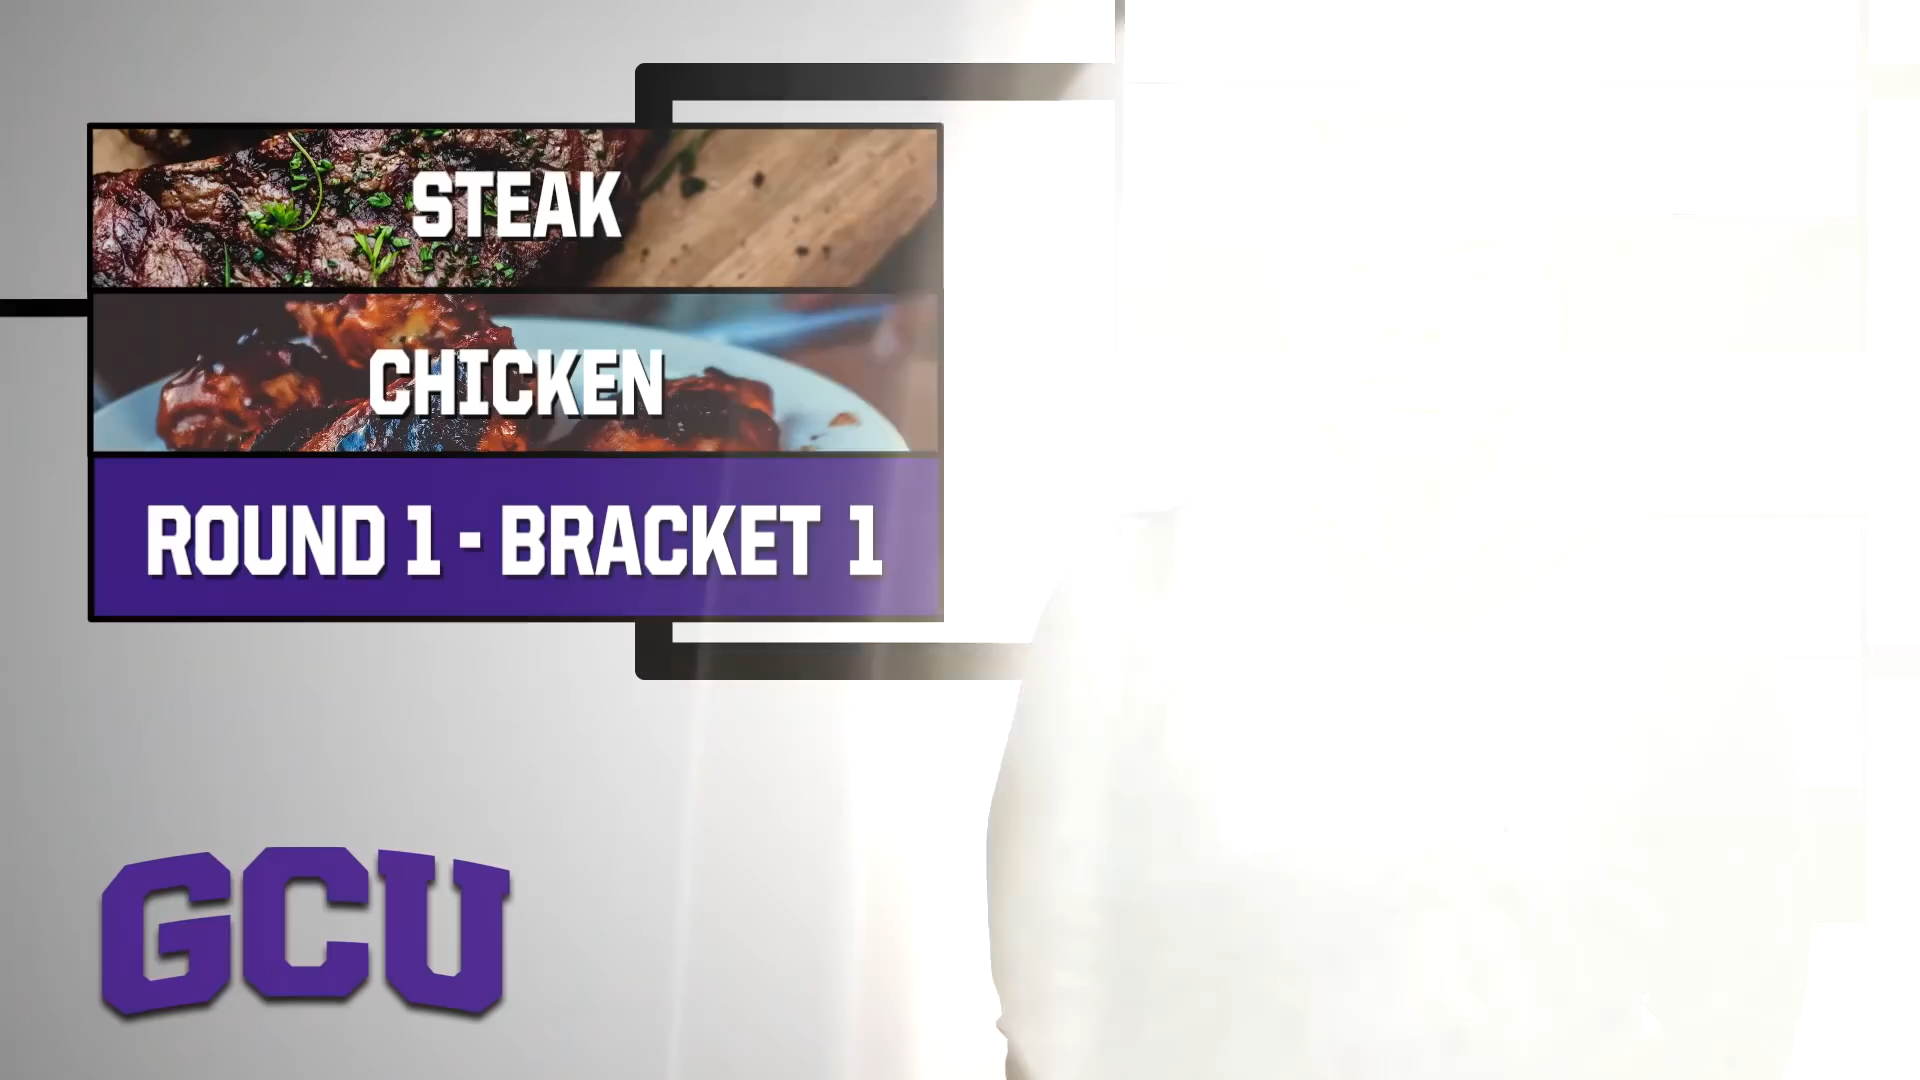 STEAK
CHICKEN
ROUND 1 - BRACKET 1
GCU